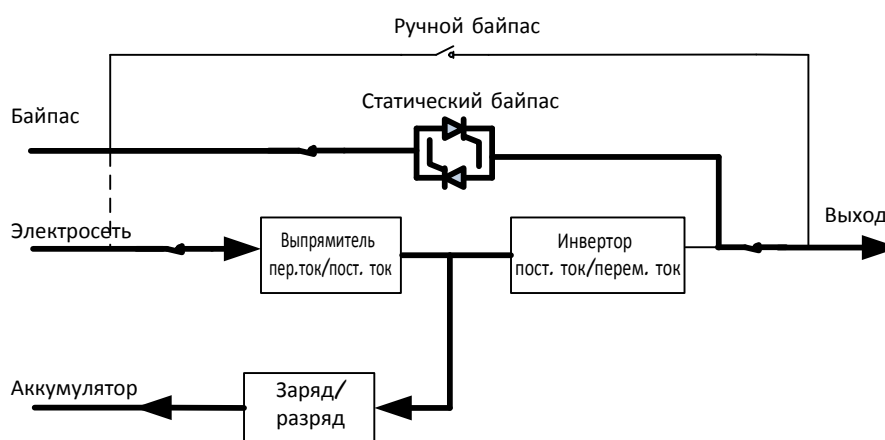 Ручной байпас
Статический байпас
Байпас
Выход
Электросеть
Выпрямитель
пер.ток/пост. ток
Инвертор
пост. ток/перем. ток
Аккумулятор
Заряд/
разряд